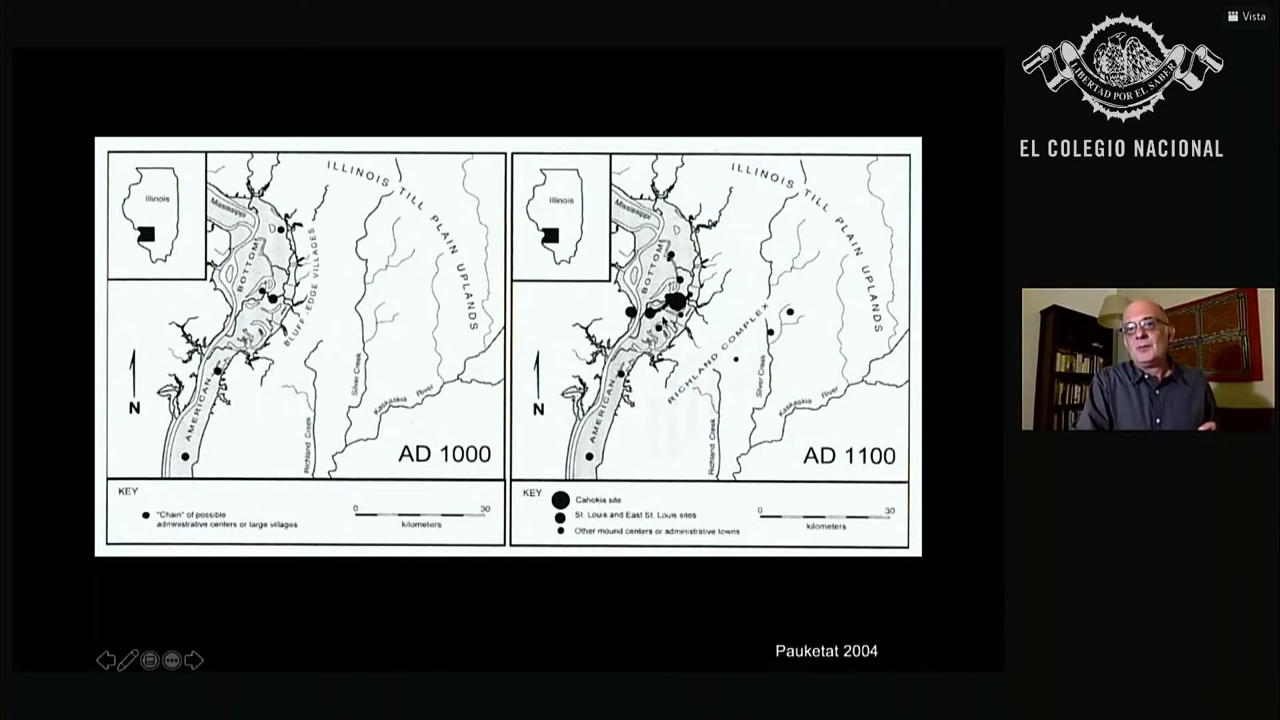 Vista
LIBERTAD POR EL SABER
EL COLEGIO NACIONAL
Illinois
Mississippi
ILLINOIS TILL PLAIN UPLANDS
BOTTOM
BLUFF-EDGE VILLAGES
AMERICAN
N
Silver Creek
Kaskaskia River
Richland Creek
AD 1000
KEY
"Chain" of possible
administrative centers or large villages
0 30
kilometers
Illinois
Mississippi
ILLINOIS TILL PLAIN UPLANDS
BOTTOM
RICHLAND COMPLEX
AMERICAN
N
Silver Creek
Kaskaskia River
Richland Creek
AD 1100
KEY
Cahokia site
St. Louis and East St. Louis sites
Other mound centers or administrative towns
0 30
kilometers
Pauketat 2004